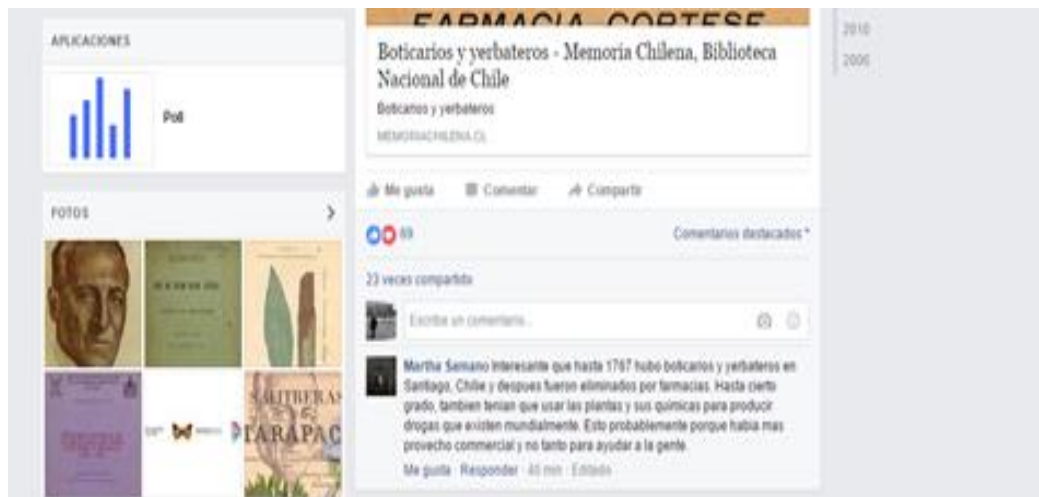 APLICACIONES
Poll
FOTOS
SALITRERAS
TARAPAC
FARMACIA CORTESE
Boticarios y yerbateros - Memoria Chilena, Biblioteca
Nacional de Chile
Boticarios y yerbateros
MEMORIACHILENA.CL
Me gusta Comentar Compartir
69 Comentarios destacados
23 veces compartido
Escribe un comentario...
Martha Serrano Interesante que hasta 1767 hubo boticarios y yerbateros en
Santiago, Chilie y despues fueron eliminados por farmacias. Hasta cierto
grado, tambien tenian que usar las plantas y sus quimicas para producir
drogas que existen mundialmente. Esto probablemente porque habia mas
provecho commercial y no tanto para ayudar a la gente.
Me gusta · Responder · 40 min · Editado
2010